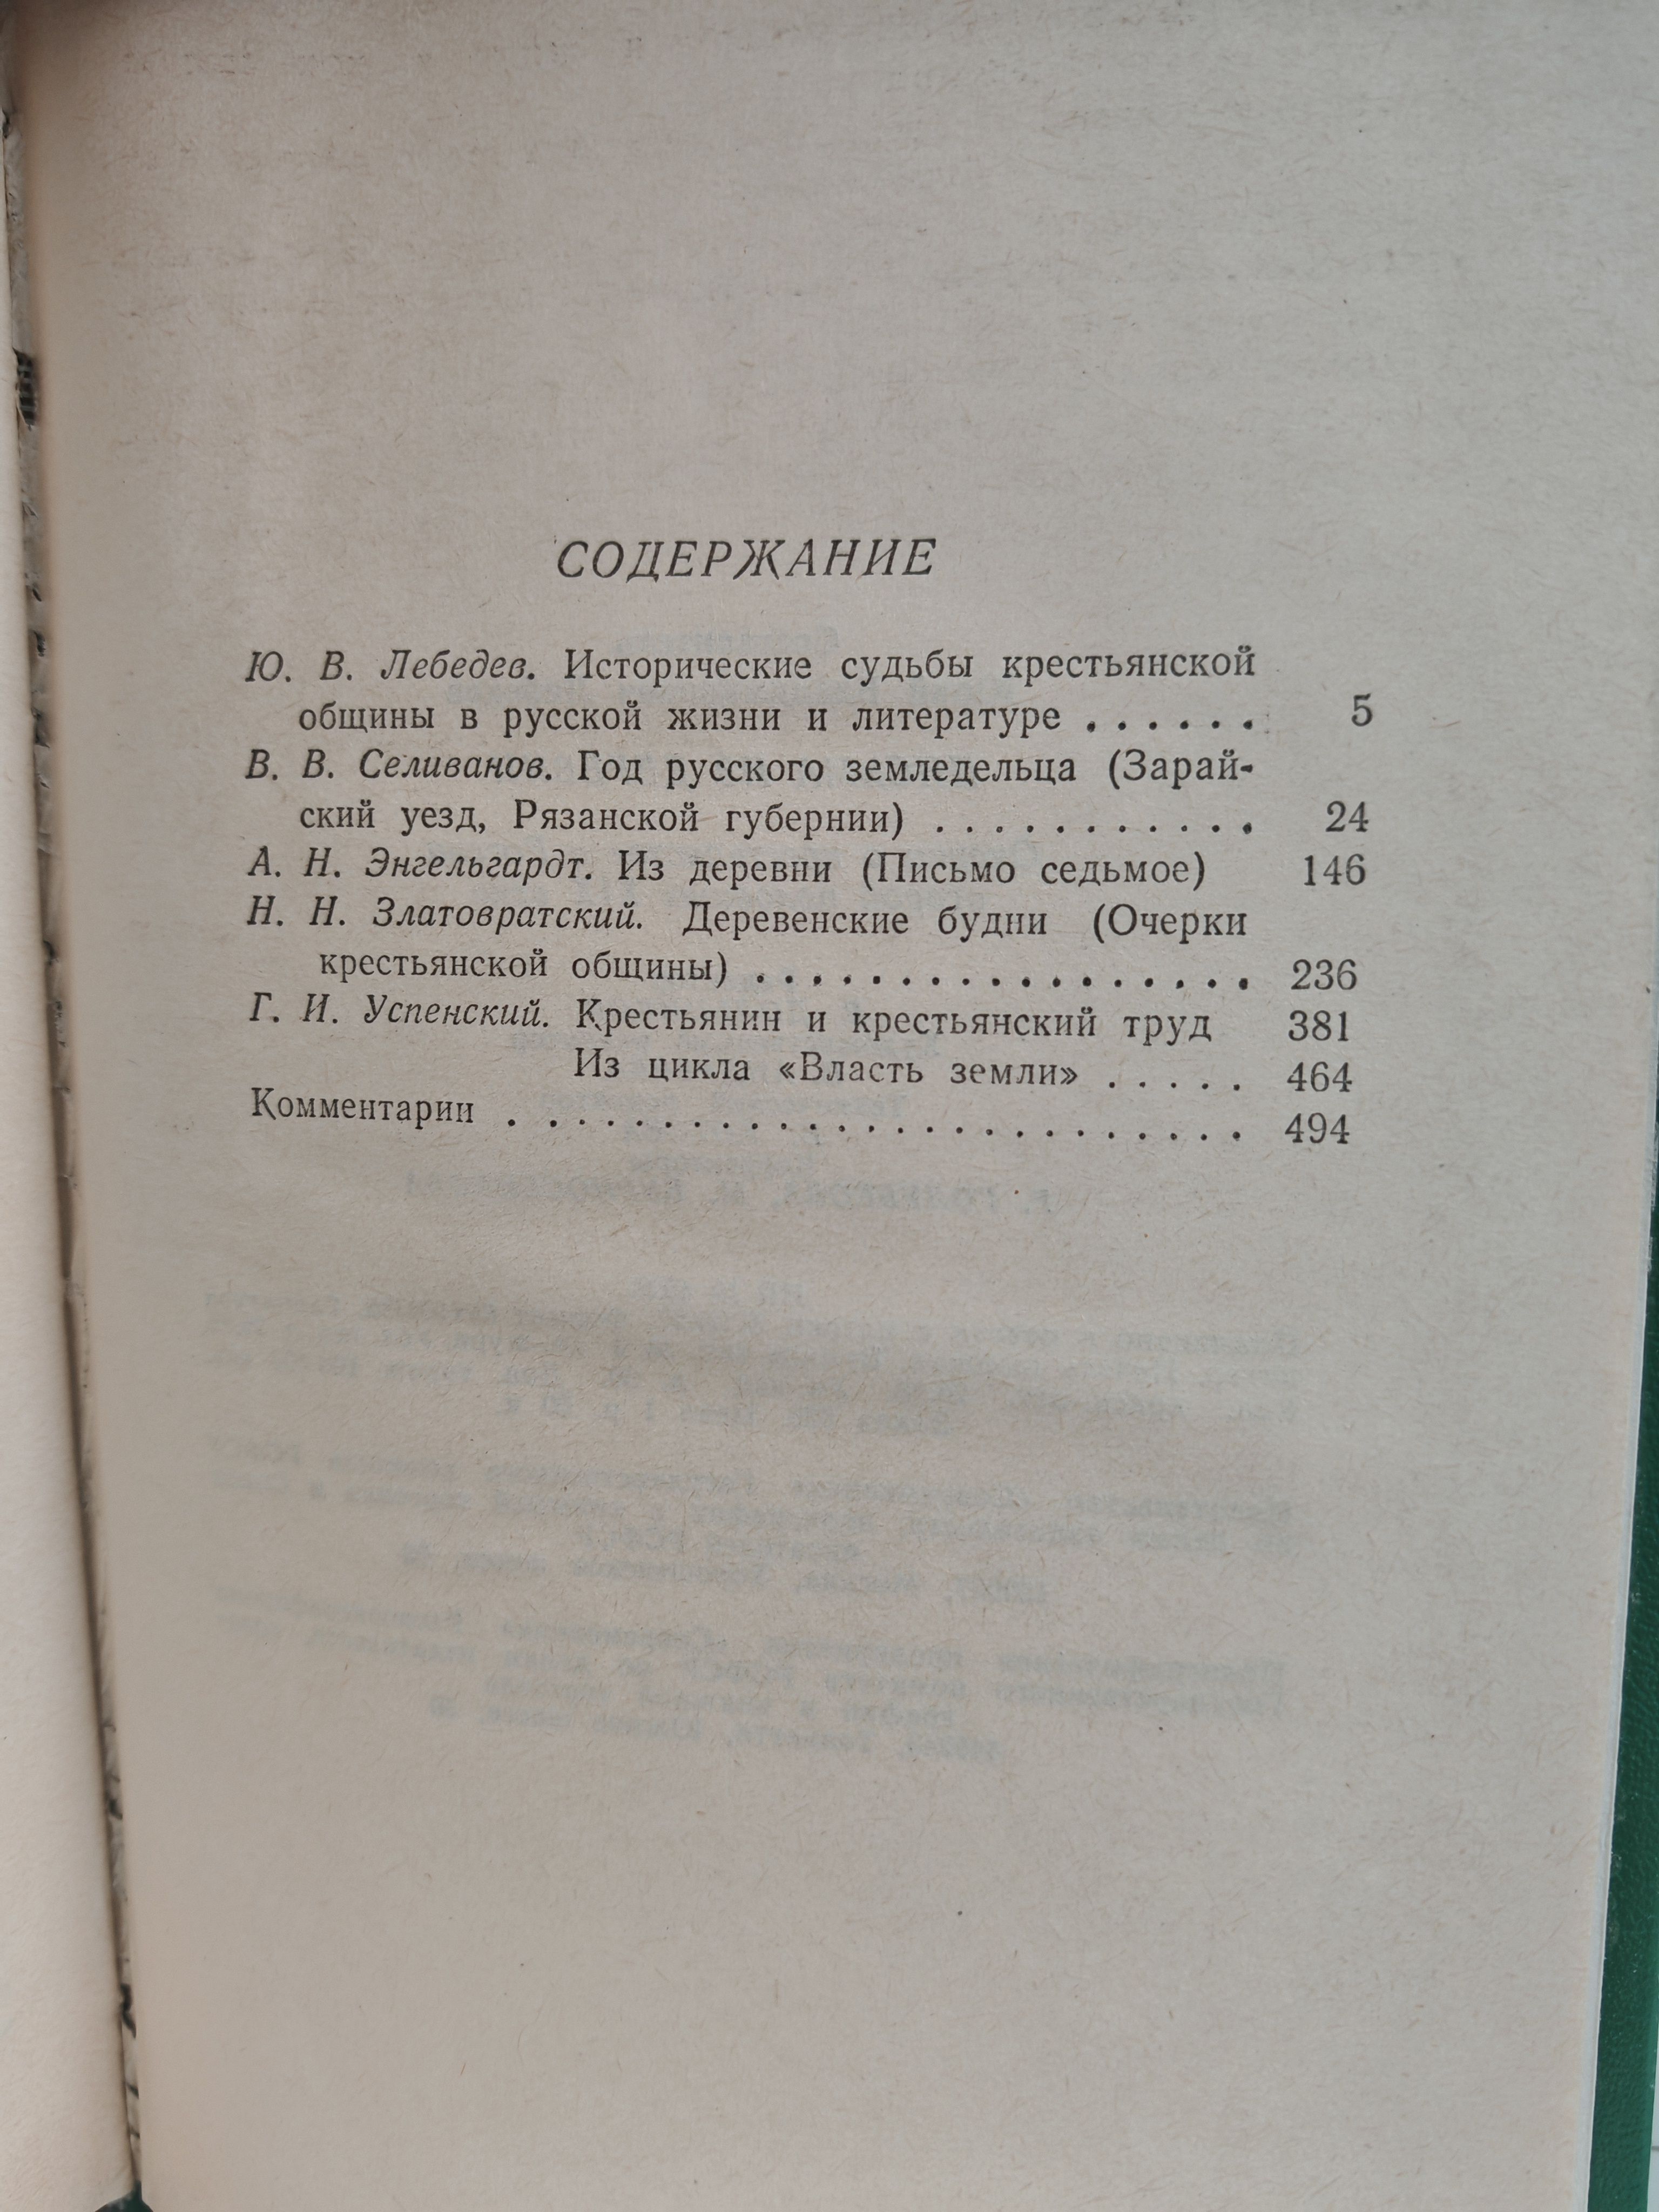 СОДЕРЖАНИЕ
Ю. В. Лебедев. Исторические судьбы крестьянской
общины в русской жизни и литературе . . . . . . 5
В. В. Селиванов. Год русского земледельца (Зарай-
ский уезд, Рязанской губернии) . . . . . . . . . . . 24
А. Н. Энгельгардт. Из деревни (Письмо седьмое) 146
Н. Н. Златовратский. Деревенские будни (Очерки
крестьянской общины) . . . . . . . . . . . . . . . . . 236
Г. И. Успенский. Крестьянин и крестьянский труд 381
Из цикла «Власть земли» . . . . . 464
Комментарии . . . . . . . . . . . . . . . . . . . . . . . . . . 494